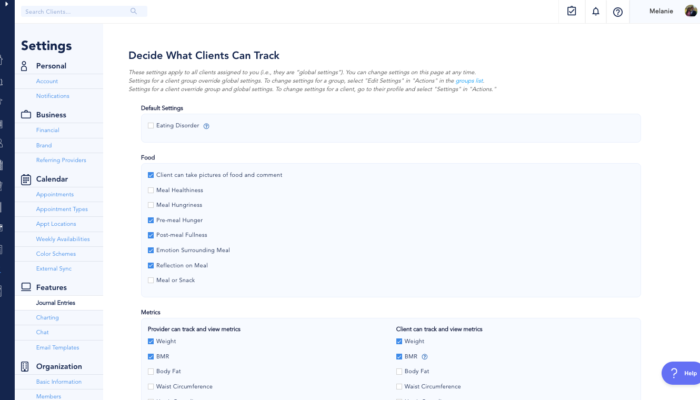 Search Clients...
Melanie
Settings
Personal
Account
Notifications
Business
Financial
Brand
Referring Providers
Calendar
Appointments
Appointment Types
Appt Locations
Weekly Availabilities
Color Schemes
External Sync
Features
Journal Entries
Charting
Chat
Email Templates
Organization
Basic Information
Members
Decide What Clients Can Track
These settings apply to all clients assigned to you (i.e., they are "global settings"). You can change settings on this page at any time.
Settings for a client group override global settings. To change settings for a group, select "Edit Settings" in "Actions" in the groups list.
Settings for a client override group and global settings. To change settings for a client, go to their profile and select "Settings" in "Actions."
Default Settings
Eating Disorder
Food
Client can take pictures of food and comment
Meal Healthiness
Meal Hungriness
Pre-meal Hunger
Post-meal Fullness
Emotion Surrounding Meal
Reflection on Meal
Meal or Snack
Metrics
Provider can track and view metrics
Weight
BMR
Body Fat
Waist Circumference
Client can track and view metrics
Weight
BMR
Body Fat
Waist Circumference
? Help